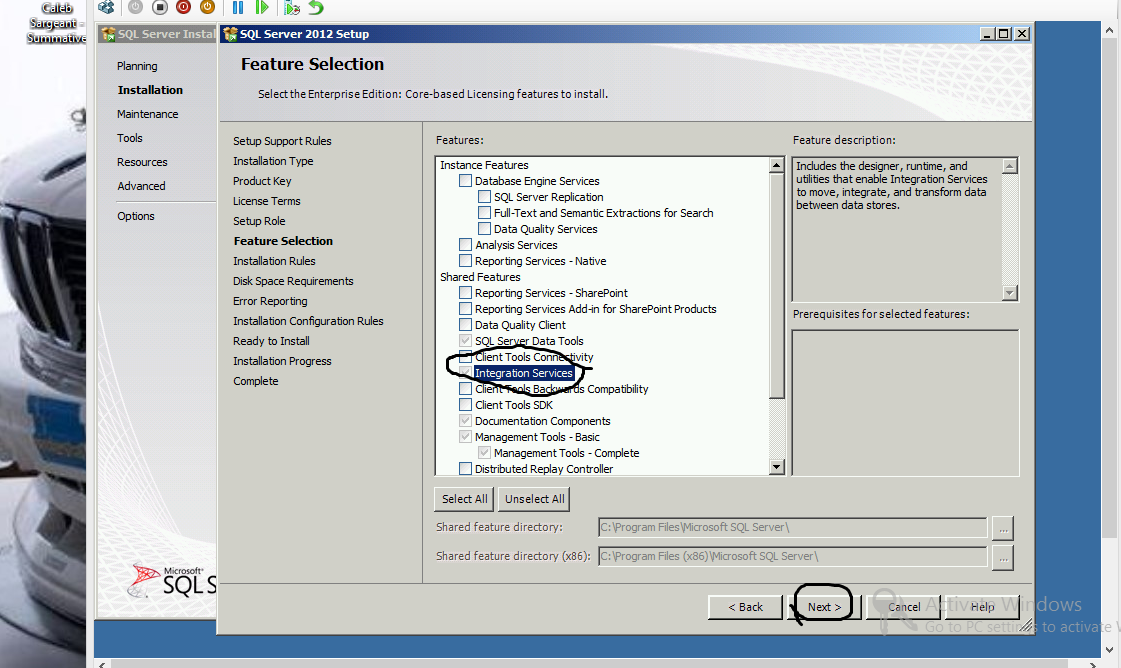 Caleb
Sargeant -
Summative
SQL Server Instal
SQL Server 2012 Setup
Planning
Installation
Maintenance
Tools
Resources
Advanced
Options
Microsoft®
SQL S
Feature Selection
Select the Enterprise Edition: Core-based Licensing features to install.
Setup Support Rules
Installation Type
Product Key
License Terms
Setup Role
Feature Selection
Installation Rules
Disk Space Requirements
Error Reporting
Installation Configuration Rules
Ready to Install
Installation Progress
Complete
Features:
Instance Features
Database Engine Services
SQL Server Replication
Full-Text and Semantic Extractions for Search
Data Quality Services
Analysis Services
Reporting Services - Native
Shared Features
Reporting Services - SharePoint
Reporting Services Add-in for SharePoint Products
Data Quality Client
SQL Server Data Tools
Client Tools Connectivity
Integration Services
Client Tools Backwards Compatibility
Client Tools SDK
Documentation Components
Management Tools - Basic
Management Tools - Complete
Distributed Replay Controller
Feature description:
Includes the designer, runtime, and
utilities that enable Integration Services
to move, integrate, and transform data
between data stores.
Prerequisites for selected features:
Select All
Unselect All
Shared feature directory:
C:\Program Files\Microsoft SQL Server\
...
Shared feature directory (x86):
C:\Program Files (x86)\Microsoft SQL Server\
...
< Back
Next >
Cancel
Help
Activate Windows
Go to PC settings to activate W